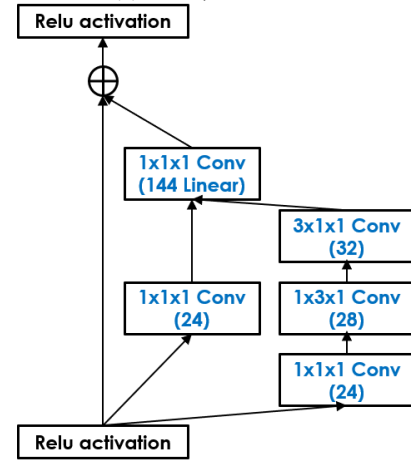 Relu activation
1x1x1 Conv
(144 Linear)
3x1x1 Conv
(32)
1x1x1 Conv
(24)
1x3x1 Conv
(28)
1x1x1 Conv
(24)
Relu activation